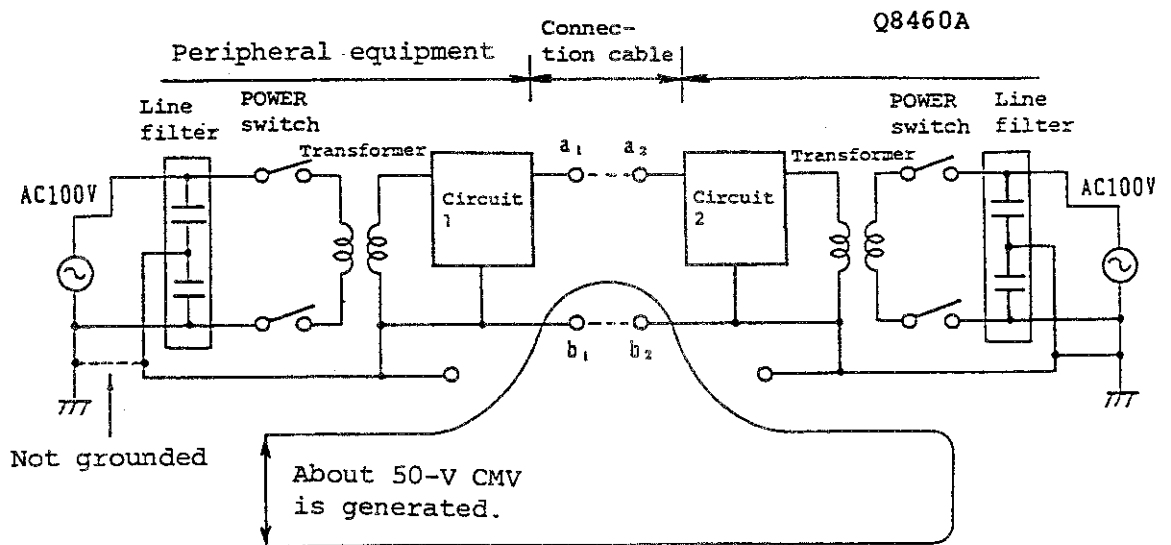 Peripheral equipment
Connec-
tion cable
Q8460A
Line
filter
POWER
switch
Transformer
AC100V
Circuit
1
a₁
a₂
b₁
b₂
Circuit
2
Transformer
POWER
switch
Line
filter
AC100V
Not grounded
About 50-V CMV
is generated.